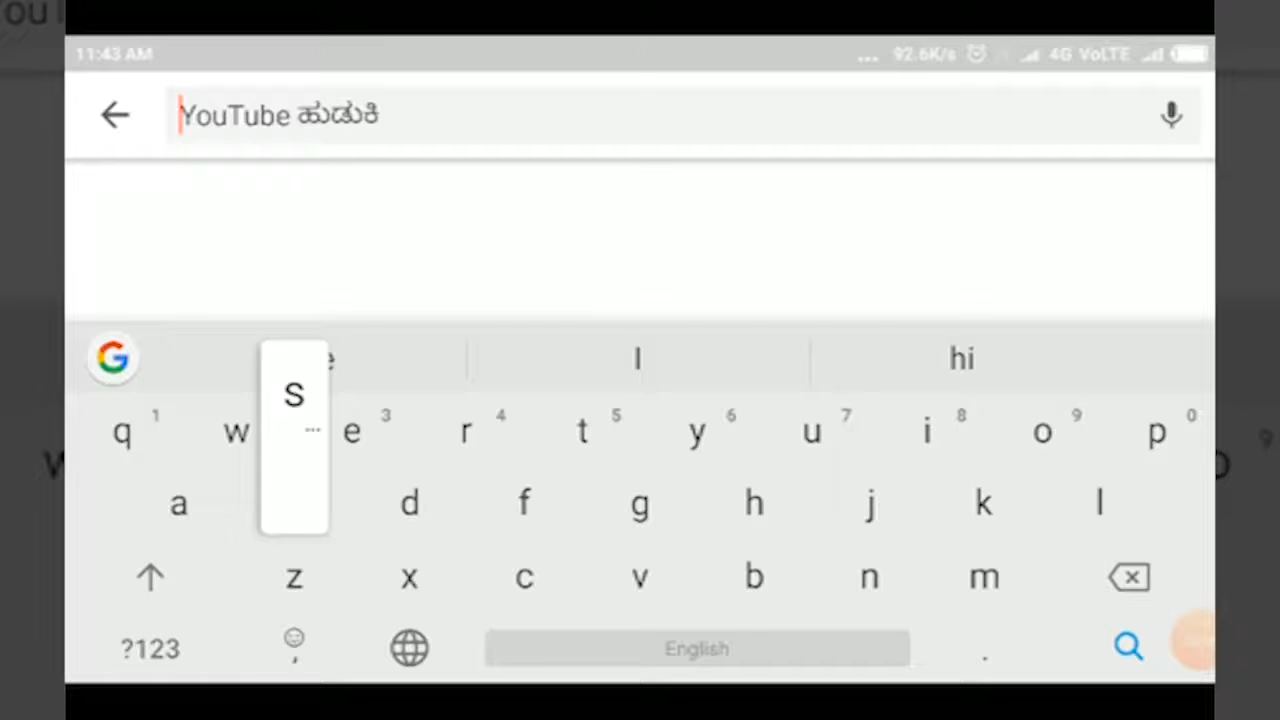 11:43 AM ... 92.6K/s 4G VoLTE
YouTube ಹುಡುಕಿ
I hi
q 1 w e 3 r 4 t 5 y 6 u 7 i 8 o 9 p 0
S
a d f g h j k l
z x c v b n m
?123 , English .